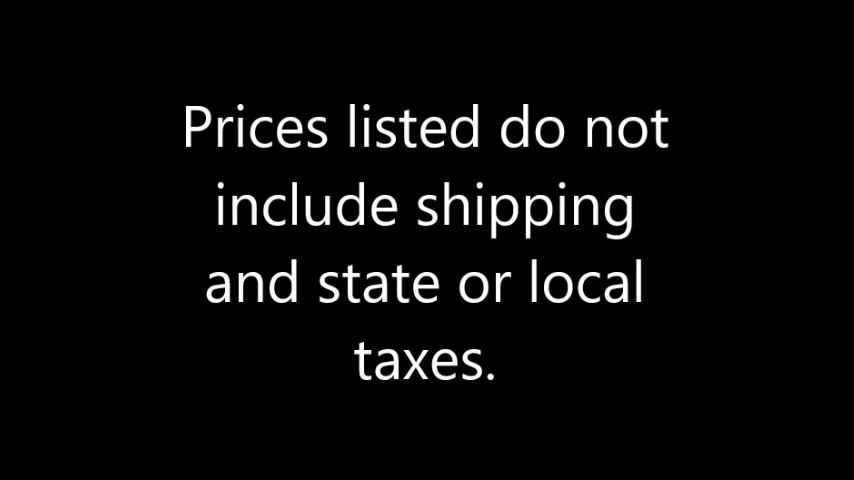 Prices listed do not
include shipping
and state or local
taxes.